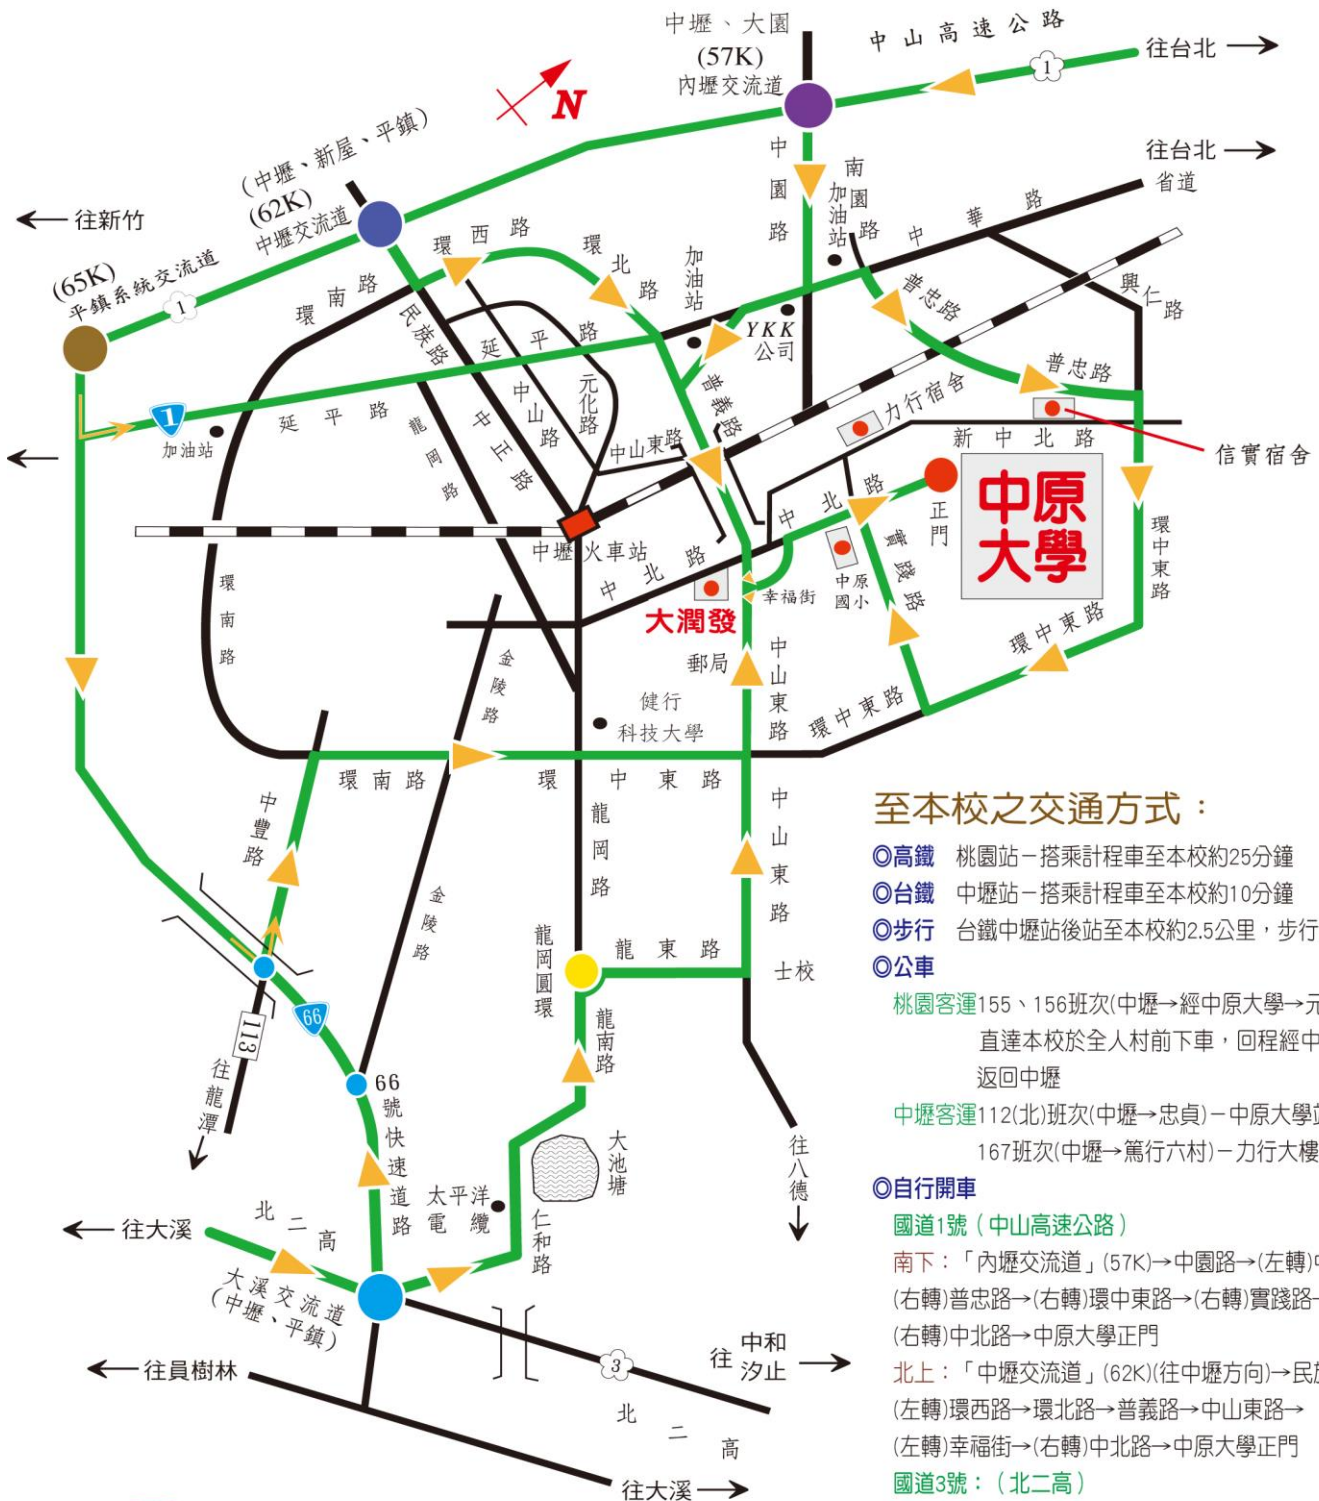 中壢、大園
(57K)
內壢交流道
中山高速公路
1
往台北
N
(中壢、新屋、平鎮)
(62K)
中壢交流道
往新竹
(65K)
平鎮系統交流道
1
往台北
省道
中園路
南園路
加油站
中華路
環西路
環北路
加油站
環南路
民族路
延平路
YKK
公司
普忠路
興仁路
普忠路
1
加油站
延平路
龍岡路
中正路
中山路
元化路
中山東路
普義路
力行宿舍
新中北路
信實宿舍
中原
大學
正門
中北路
中壢火車站
中北路
環南路
大潤發
幸福街
中原
國小
實踐路
環中東路
環中東路
郵局
中山東路
環中東路
金陵路
健行
科技大學
環南路
環中東路
中豐路
龍岡路
中山東路
金陵路
龍岡圓環
龍東路
士校
113
66
往龍潭
66號快速道路
龍南路
大池塘
往八德
太平洋
電纜
仁和路
往大溪
北二高
大溪交流道
(中壢、平鎮)
往員樹林
3
北二高
往中和
汐止
往大溪
至本校之交通方式：
◎高鐵 桃園站－搭乘計程車至本校約25分鐘
◎台鐵 中壢站－搭乘計程車至本校約10分鐘
◎步行 台鐵中壢站後站至本校約2.5公里，步行
◎公車
桃園客運155、156班次(中壢→經中原大學→元
直達本校於全人村前下車，回程經中
返回中壢
中壢客運112(北)班次(中壢→忠貞)－中原大學站
167班次(中壢→篤行六村)－力行大樓
◎自行開車
國道1號（中山高速公路）
南下：「內壢交流道」(57K)→中園路→(左轉)中
(右轉)普忠路→(右轉)環中東路→(右轉)實踐路→
(右轉)中北路→中原大學正門
北上：「中壢交流道」(62K)(往中壢方向)→民族
(左轉)環西路→環北路→普義路→中山東路→
(左轉)幸福街→(右轉)中北路→中原大學正門
國道3號：（北二高）